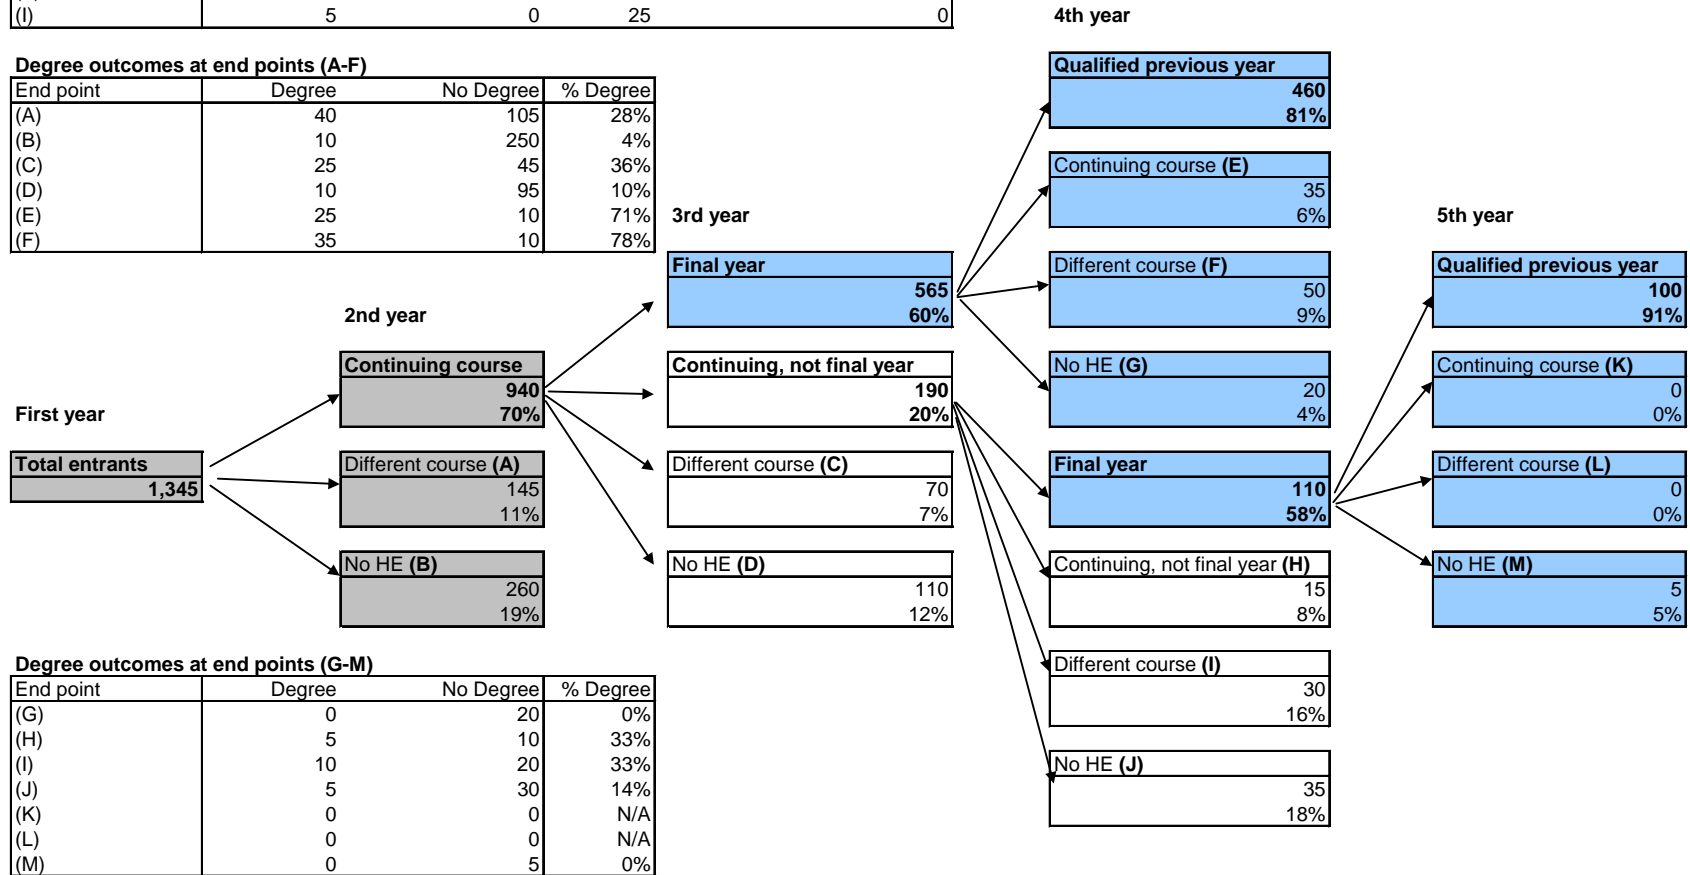 (I) 5 0 25 0
4th year
Degree outcomes at end points (A-F)
End point Degree No Degree % Degree
(A) 40 105 28%
(B) 10 250 4%
(C) 25 45 36%
(D) 10 95 10%
(E) 25 10 71%
(F) 35 10 78%
Qualified previous year
460
81%
Continuing course (E)
35
6%
3rd year
5th year
Final year
565
60%
Different course (F)
50
9%
Qualified previous year
100
91%
2nd year
Continuing course
940
70%
Continuing, not final year
190
20%
No HE (G)
20
4%
Continuing course (K)
0
0%
First year
Total entrants
1,345
Different course (A)
145
11%
Different course (C)
70
7%
Final year
110
58%
Different course (L)
0
0%
No HE (B)
260
19%
No HE (D)
110
12%
Continuing, not final year (H)
15
8%
No HE (M)
5
5%
Degree outcomes at end points (G-M)
End point Degree No Degree % Degree
(G) 0 20 0%
(H) 5 10 33%
(I) 10 20 33%
(J) 5 30 14%
(K) 0 0 N/A
(L) 0 0 N/A
(M) 0 5 0%
Different course (I)
30
16%
No HE (J)
35
18%